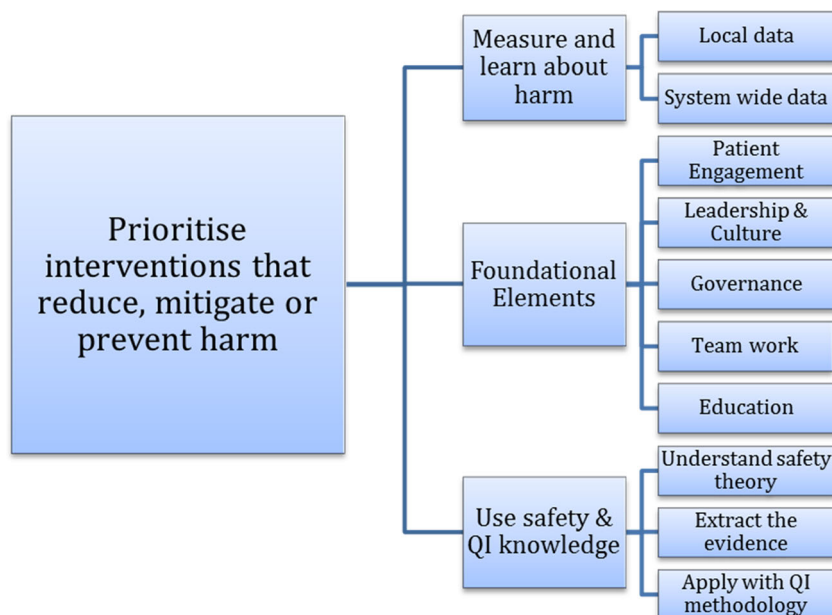 Prioritise
interventions that
reduce, mitigate or
prevent harm
Measure and
learn about
harm
Local data
System wide data
Foundational
Elements
Patient
Engagement
Leadership &
Culture
Governance
Team work
Education
Use safety &
QI knowledge
Understand safety
theory
Extract the
evidence
Apply with QI
methodology